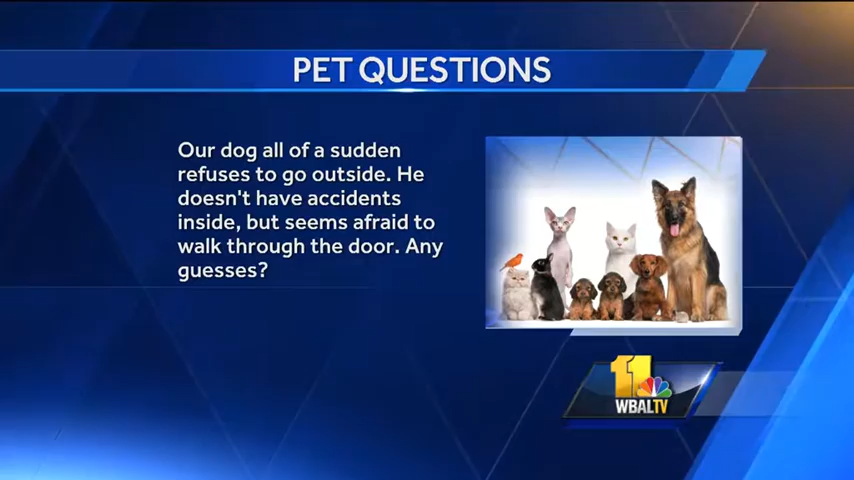 PET QUESTIONS
Our dog all of a sudden
refuses to go outside. He
doesn't have accidents
inside, but seems afraid to
walk through the door. Any
guesses?
11
WBALTV